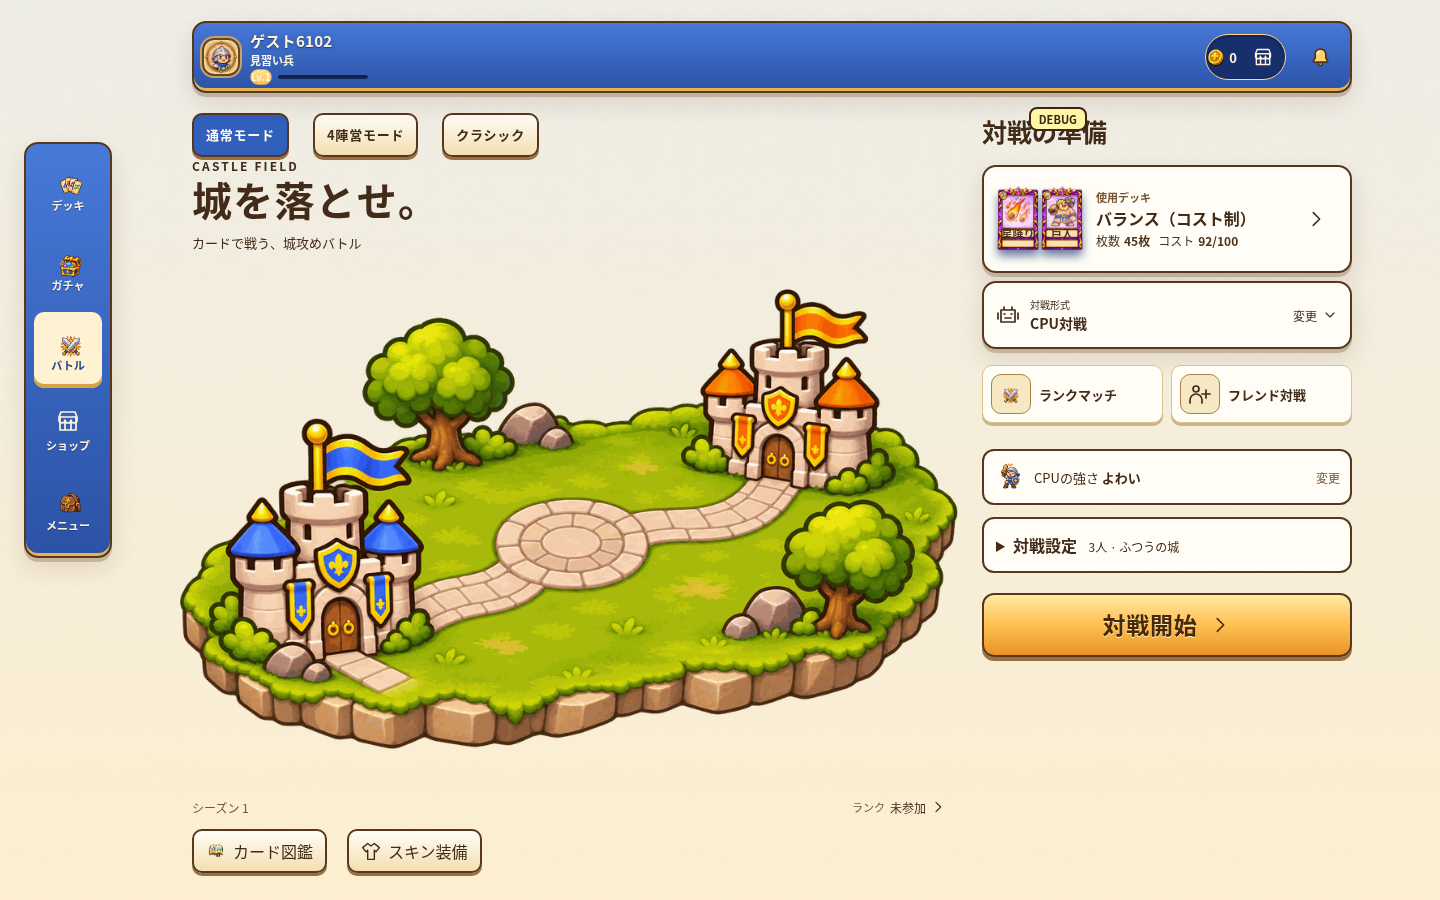 ゲスト6102
見習い兵
Lv.1
0
デッキ
ガチャ
バトル
ショップ
メニュー
通常モード
4陣営モード
クラシック
CASTLE FIELD
城を落とせ。
カードで戦う、城攻めバトル
シーズン 1
ランク 未参加
カード図鑑
スキン装備
対戦の準備
DEBUG
星降り
巨人
使用デッキ
バランス（コスト制）
枚数 45枚 コスト 92/100
対戦形式
CPU対戦
変更
ランクマッチ
フレンド対戦
CPUの強さ よわい
変更
対戦設定 3人 · ふつうの城
対戦開始